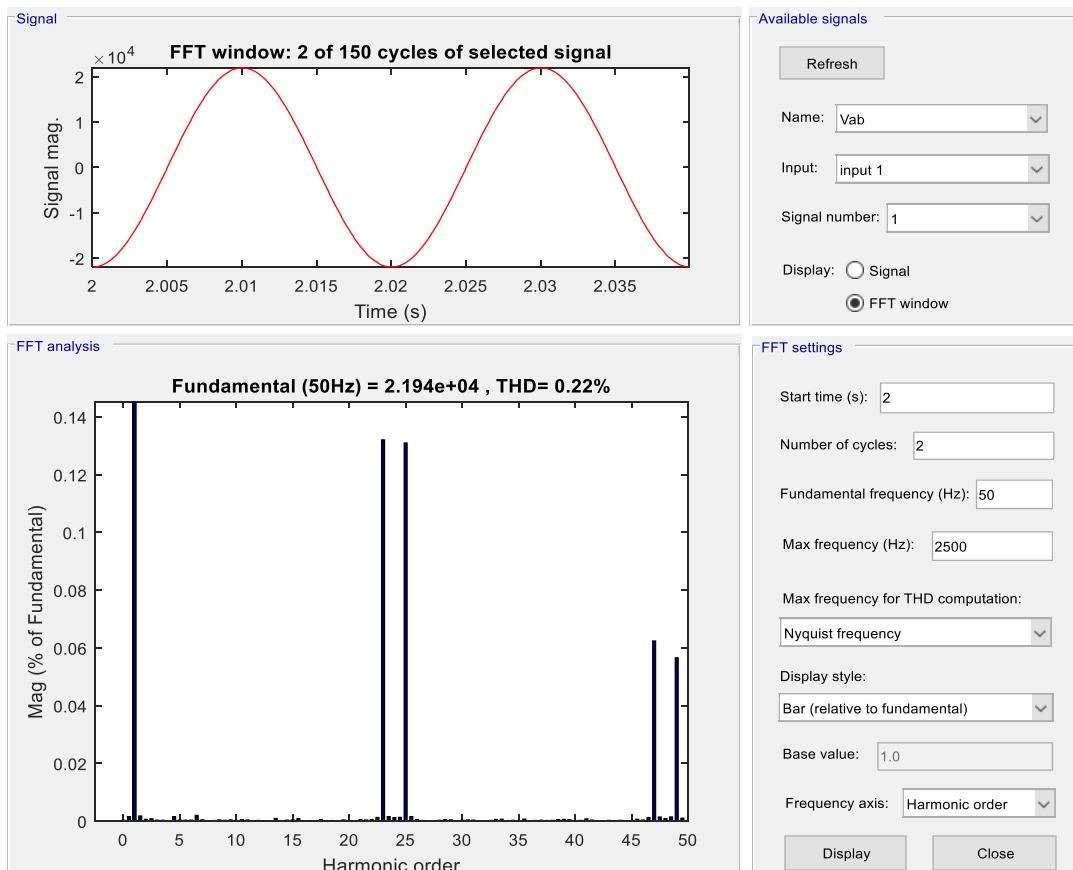 Signal
FFT window: 2 of 150 cycles of selected signal
×10^4
2
1
0
-1
-2
Signal mag.
2 2.005 2.01 2.015 2.02 2.025 2.03 2.035
Time (s)
Available signals
Refresh
Name: Vab
Input: input 1
Signal number: 1
Display: Signal
FFT window
FFT analysis
Fundamental (50Hz) = 2.194e+04 , THD= 0.22%
0.14
0.12
0.1
0.08
0.06
0.04
0.02
0
Mag (% of Fundamental)
0 5 10 15 20 25 30 35 40 45 50
Harmonic order
FFT settings
Start time (s): 2
Number of cycles: 2
Fundamental frequency (Hz): 50
Max frequency (Hz): 2500
Max frequency for THD computation:
Nyquist frequency
Display style:
Bar (relative to fundamental)
Base value: 1.0
Frequency axis: Harmonic order
Display Close